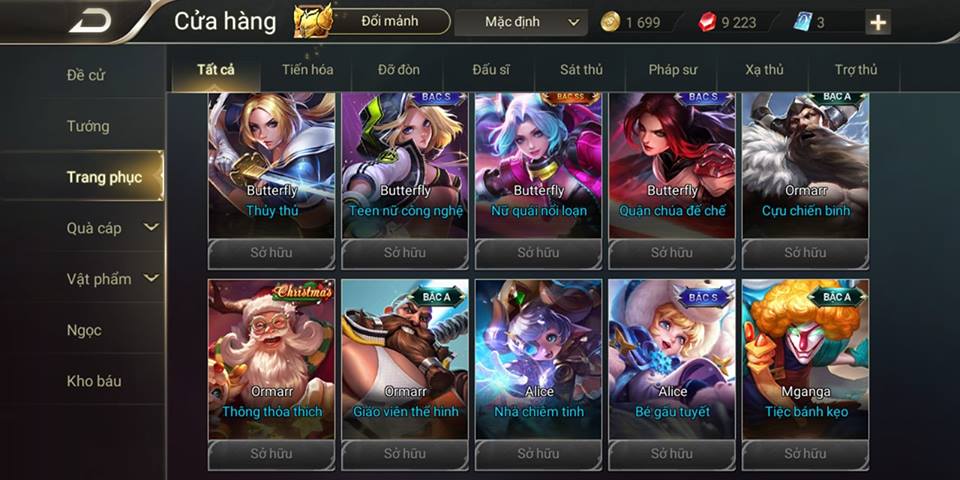 Cửa hàng
Đổi mảnh
Mặc định
1 699
9 223
3
Đề cử
Tướng
Trang phục
Quà cáp
Vật phẩm
Ngọc
Kho báu
Tất cả
Tiến hóa
Đỡ đòn
Đấu sĩ
Sát thủ
Pháp sư
Xạ thủ
Trợ thủ
Butterfly
Thủy thủ
Sở hữu
BẬC S
Butterfly
Teen nữ công nghệ
Sở hữu
BẬC SS
Butterfly
Nữ quái nổi loạn
Sở hữu
BẬC S
Butterfly
Quận chúa đế chế
Sở hữu
BẬC A
Ormarr
Cựu chiến binh
Sở hữu
Christmas
Ormarr
Thông thỏa thích
Sở hữu
BẬC A
Ormarr
Giáo viên thể hình
Sở hữu
Alice
Nhà chiêm tinh
Sở hữu
BẬC S
Alice
Bé gấu tuyết
Sở hữu
BẬC A
Mganga
Tiệc bánh kẹo
Sở hữu